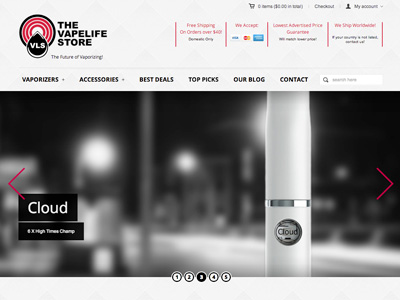 0 items ($0.00 in total)
Checkout
My account
THE
VAPELIFE
STORE
VLS
The Future of Vaporizing!
Free Shipping
On Orders over $40!
Domestic Only
We Accept:
Lowest Advertised Price
Guarantee
Will match lower price!
We Ship Worldwide!
If your country is not listed,
contact us!
VAPORIZERS
ACCESSORIES
BEST DEALS
TOP PICKS
OUR BLOG
CONTACT
search here
Cloud
6 X High Times Champ
Cloud
1 2 3 4 5